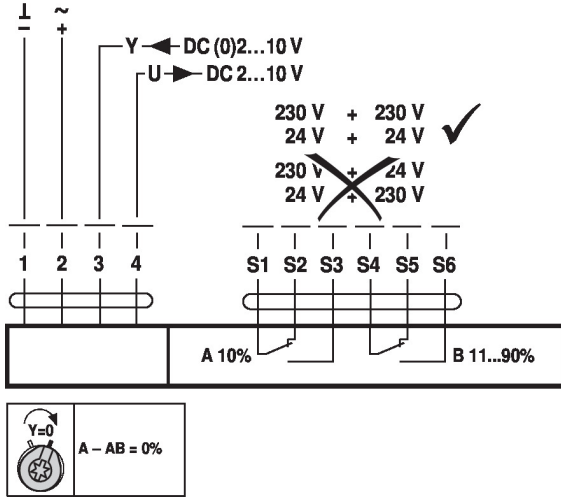 ⊥ ~
– +
Y ◄ DC (0)2...10 V
U ► DC 2...10 V
230 V + 230 V
24 V + 24 V
230 V + 24 V
24 V + 230 V
1 2 3 4 S1 S2 S3 S4 S5 S6
A 10% B 11...90%
Y=0
A – AB = 0%